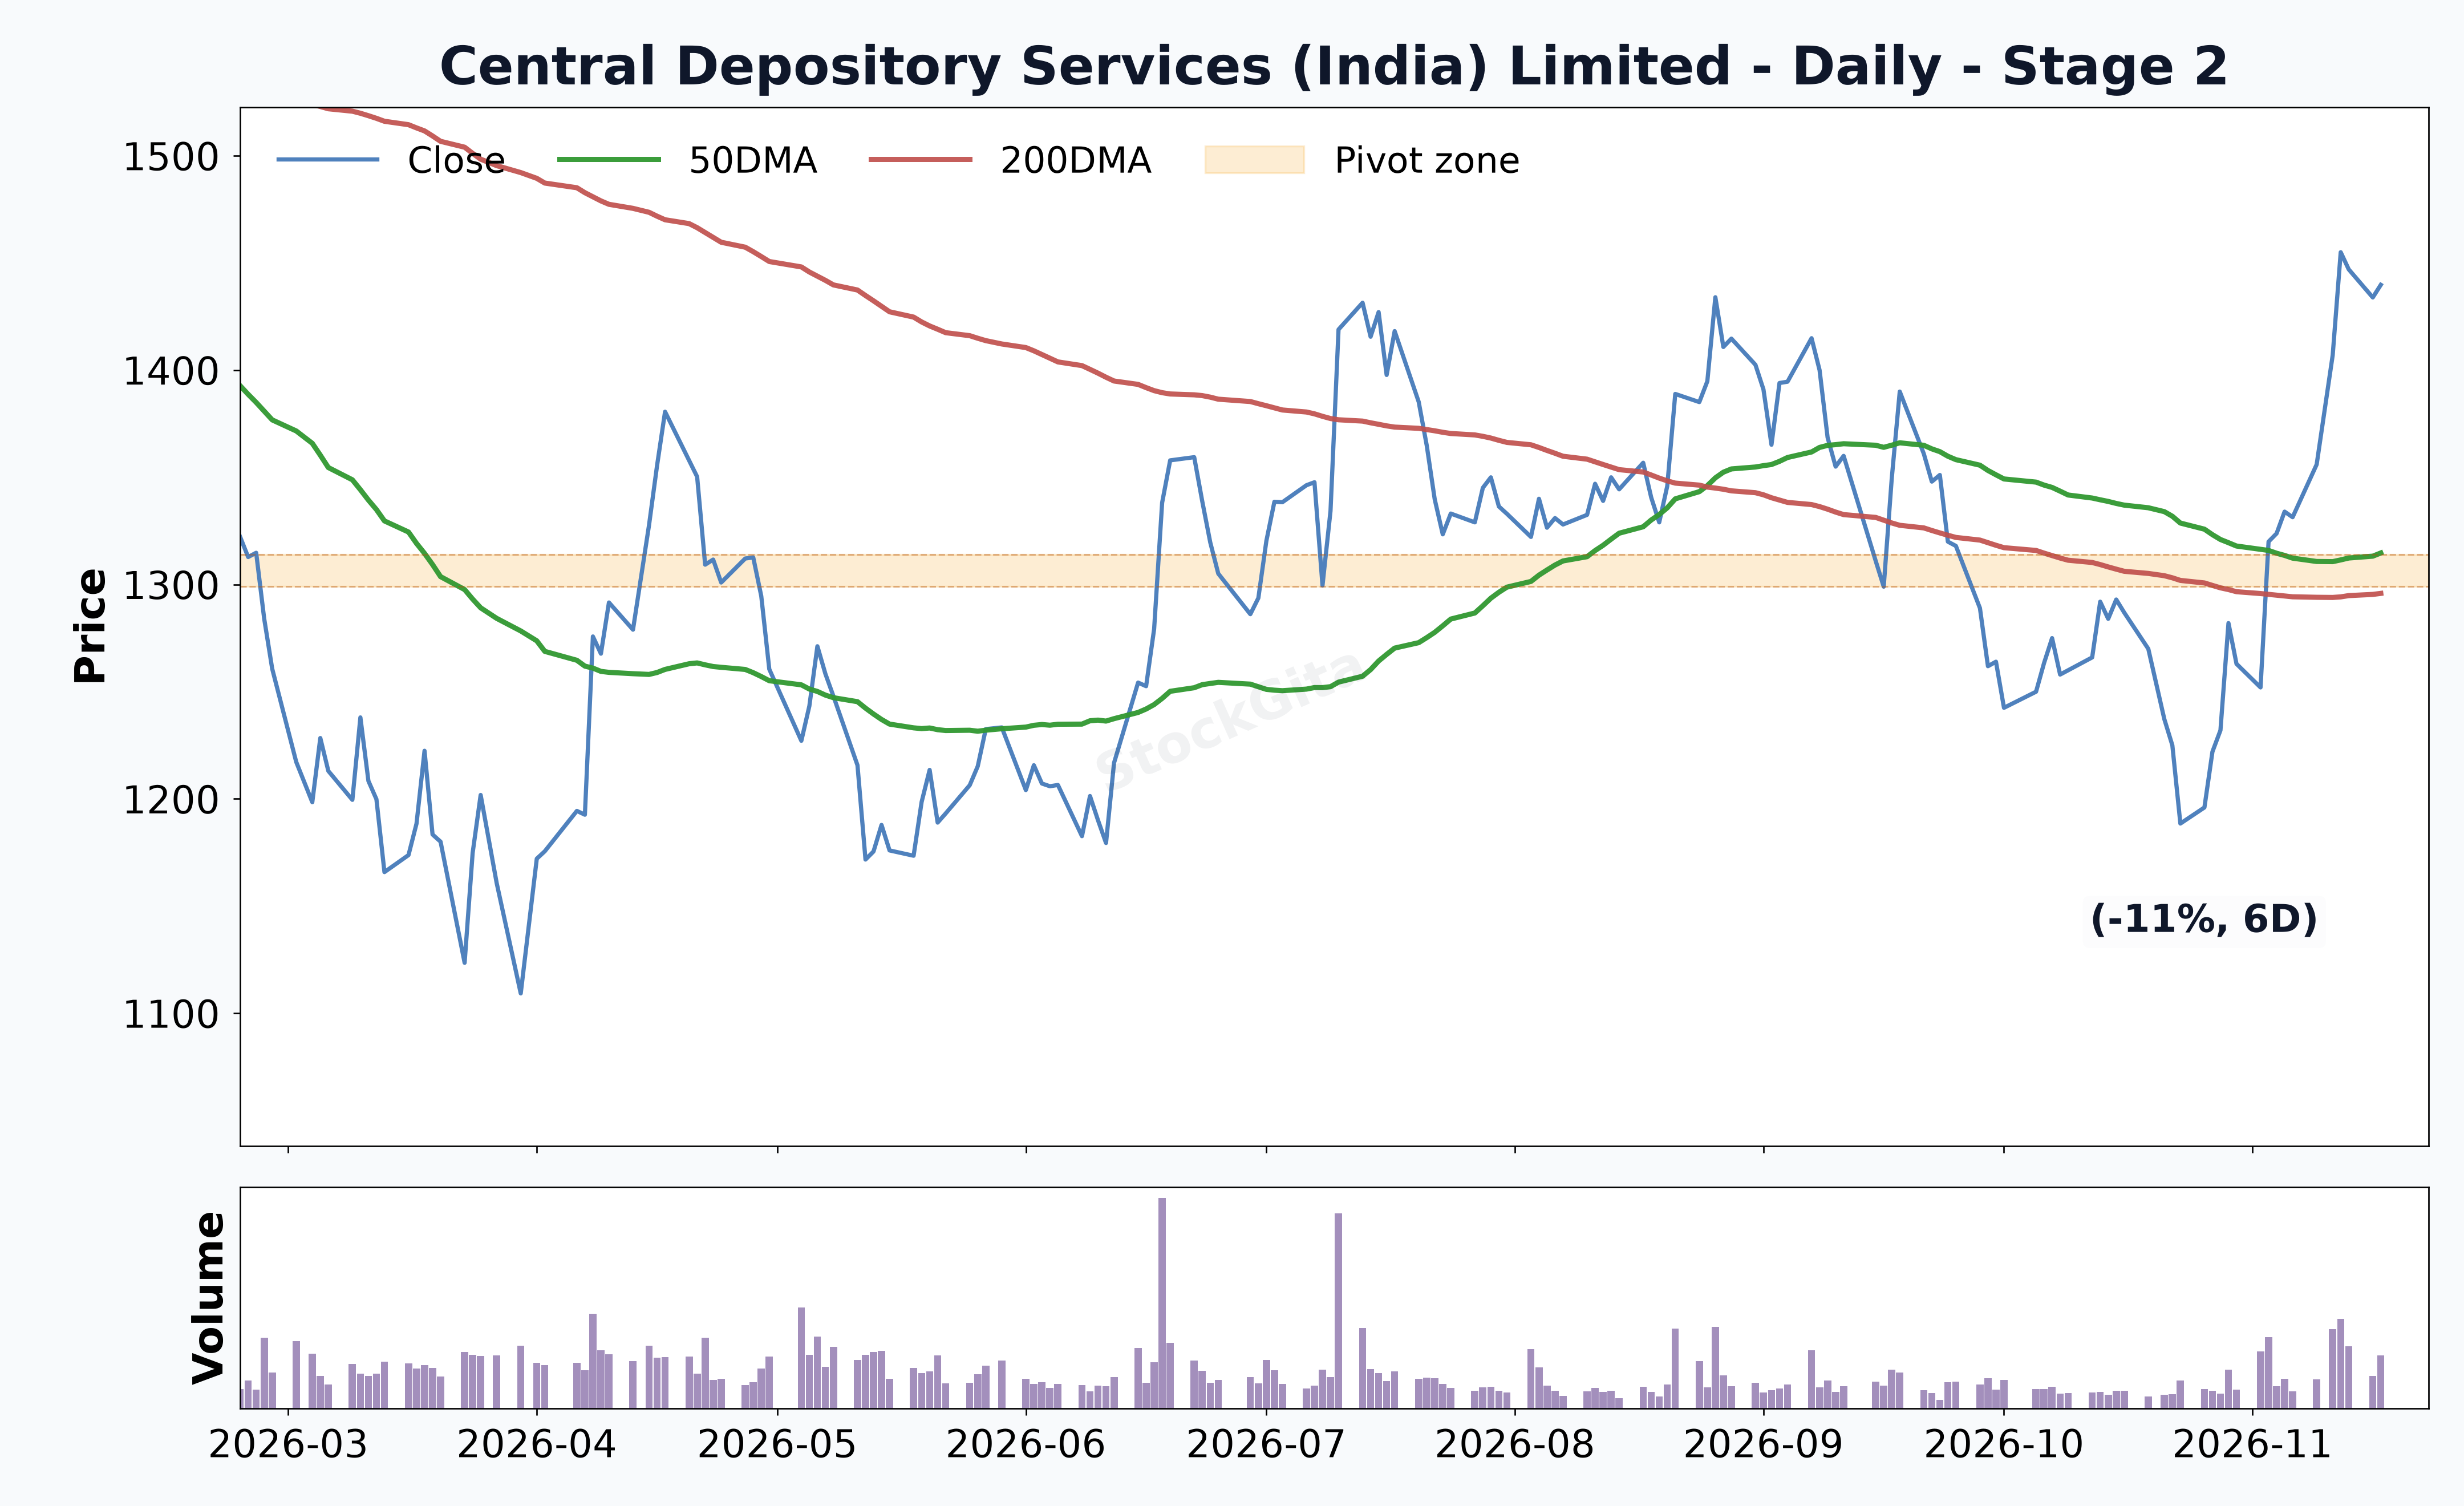 Central Depository Services (India) Limited - Daily - Stage 2
Close 50DMA 200DMA Pivot zone
Price
1500
1400
1300
1200
1100
StockGita
(-11%, 6D)
Volume
2026-03 2026-04 2026-05 2026-06 2026-07 2026-08 2026-09 2026-10 2026-11